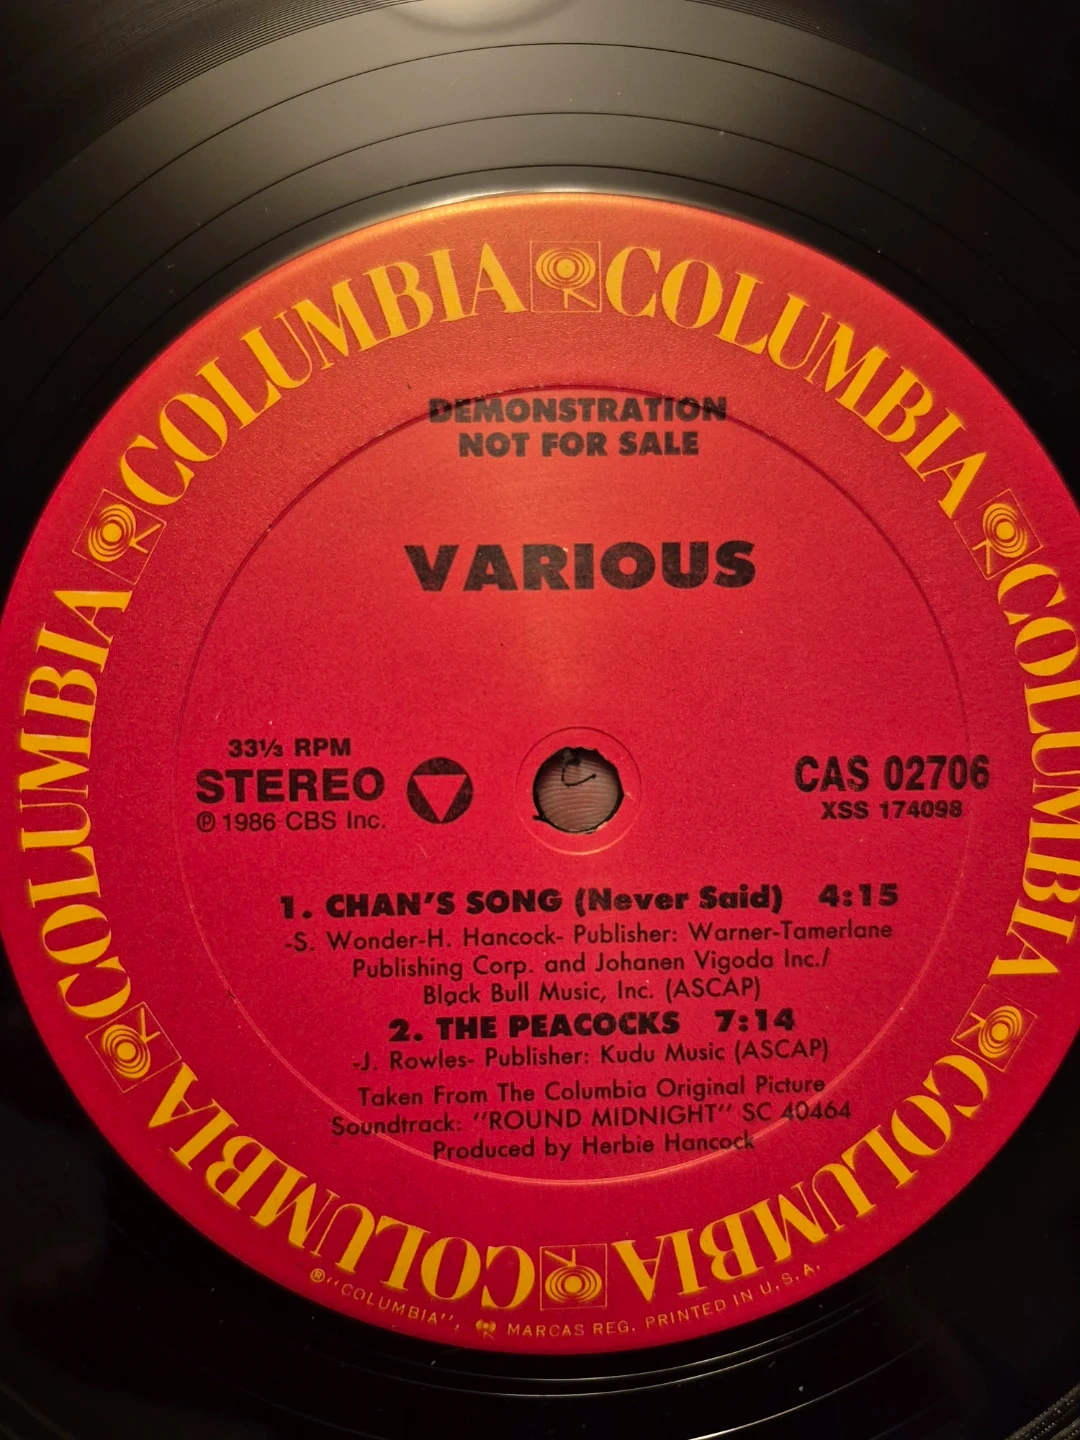 COLUMBIA COLUMBIA COLUMBIA COLUMBIA COLUMBIA COLUMBIA
DEMONSTRATION
NOT FOR SALE
VARIOUS
33⅓ RPM
STEREO
℗ 1986 CBS Inc.
CAS 02706
XSS 174098
1. CHAN'S SONG (Never Said) 4:15
-S. Wonder-H. Hancock- Publisher: Warner-Tamerlane
Publishing Corp. and Johanen Vigoda Inc./
Black Bull Music, Inc. (ASCAP)
2. THE PEACOCKS 7:14
-J. Rowles- Publisher: Kudu Music (ASCAP)
Taken From The Columbia Original Picture
Soundtrack: "ROUND MIDNIGHT" SC 40464
Produced by Herbie Hancock
® "COLUMBIA", MARCAS REG. PRINTED IN U.S.A.